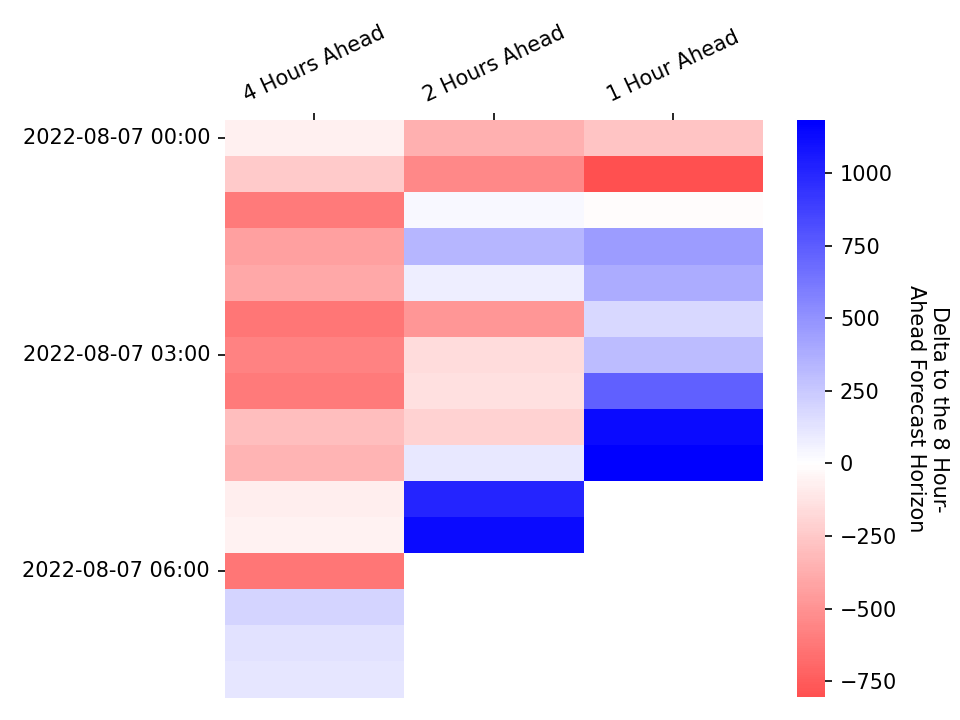 4 Hours Ahead
2 Hours Ahead
1 Hour Ahead
2022-08-07 00:00
2022-08-07 03:00
2022-08-07 06:00
1000
750
500
250
0
−250
−500
−750
Delta to the 8 Hour-
Ahead Forecast Horizon